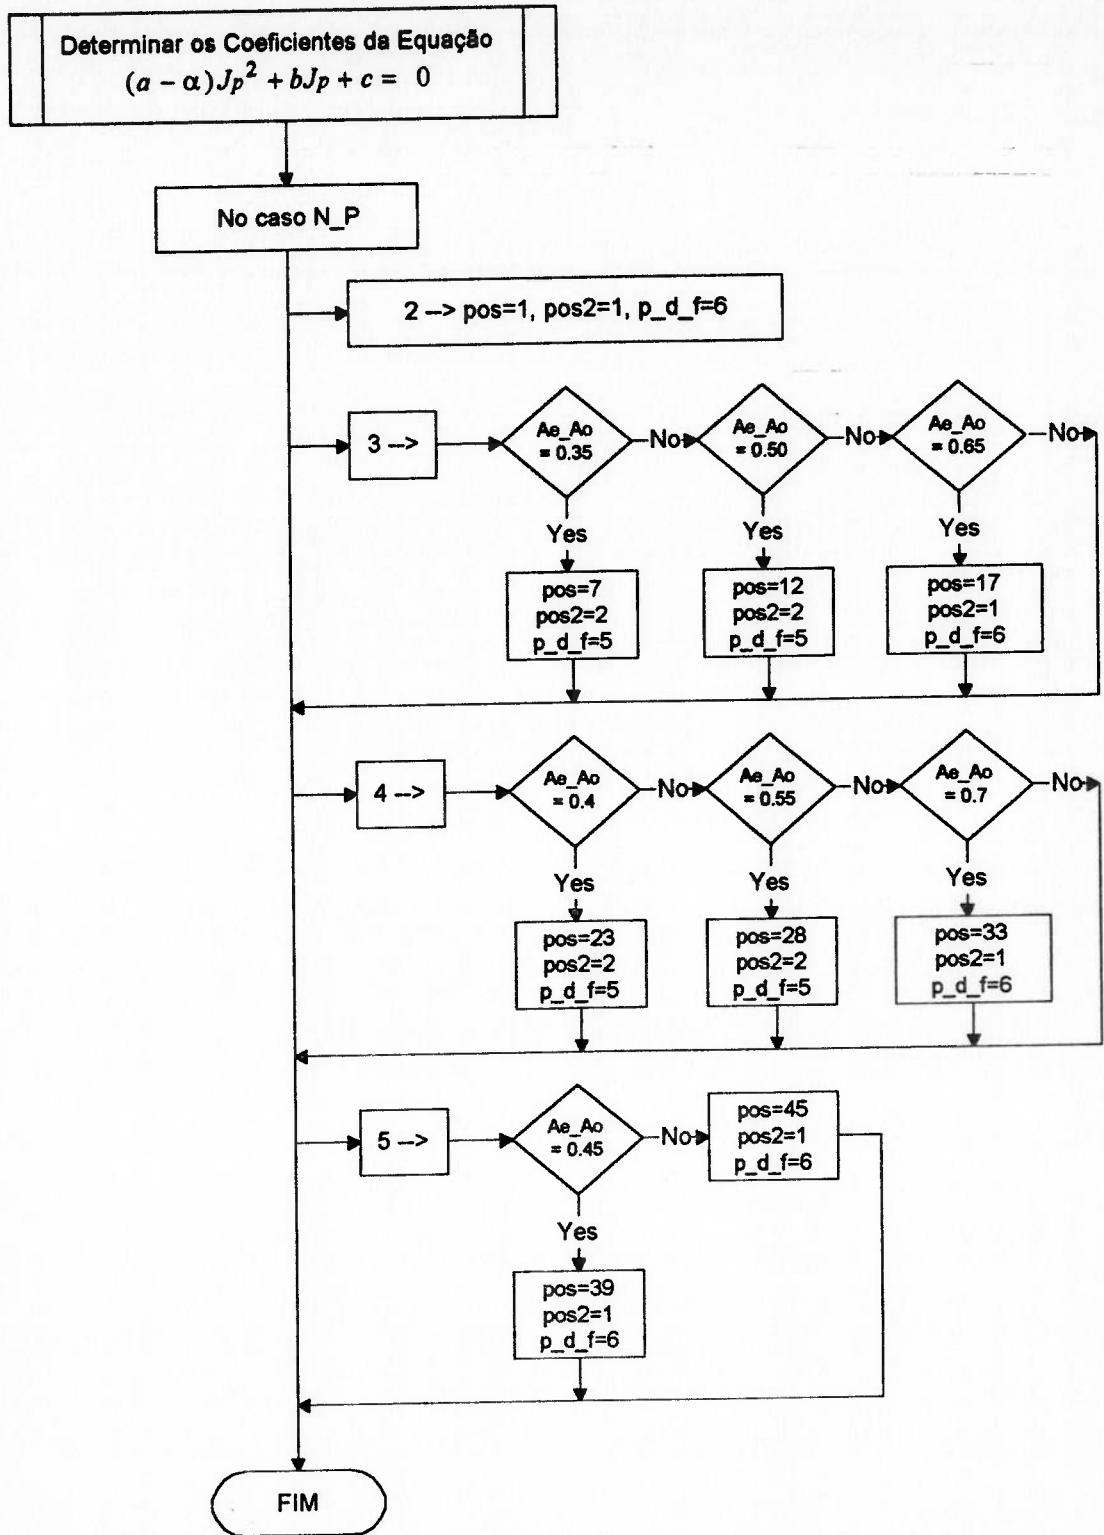 Determinar os Coeficientes da Equação
(a - α)Jp² + bJp + c = 0
No caso N_P
2 --> pos=1, pos2=1, p_d_f=6
3 -->
Ae_Ao
= 0.35
No
Ae_Ao
= 0.50
No
Ae_Ao
= 0.65
No
Yes
Yes
Yes
pos=7
pos2=2
p_d_f=5
pos=12
pos2=2
p_d_f=5
pos=17
pos2=1
p_d_f=6
4 -->
Ae_Ao
= 0.4
No
Ae_Ao
= 0.55
No
Ae_Ao
= 0.7
No
Yes
Yes
Yes
pos=23
pos2=2
p_d_f=5
pos=28
pos2=2
p_d_f=5
pos=33
pos2=1
p_d_f=6
5 -->
Ae_Ao
= 0.45
No
pos=45
pos2=1
p_d_f=6
Yes
pos=39
pos2=1
p_d_f=6
FIM